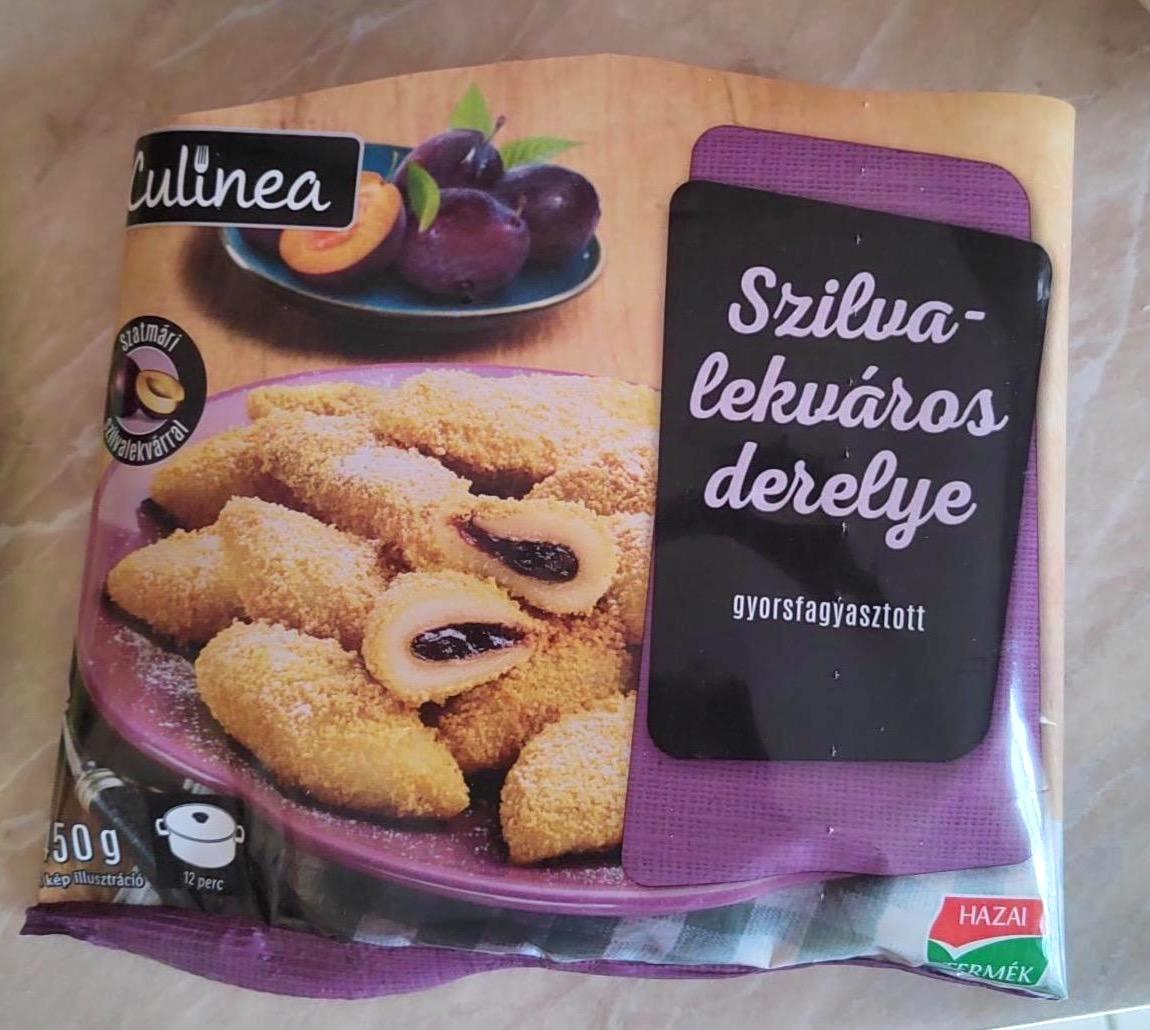 Culinea
Szatmári
szilvalekvárral
Szilva-
lekváros
derelye
gyorsfagyasztott
50 g
kép illusztráció
12 perc
HAZAI
TERMÉK